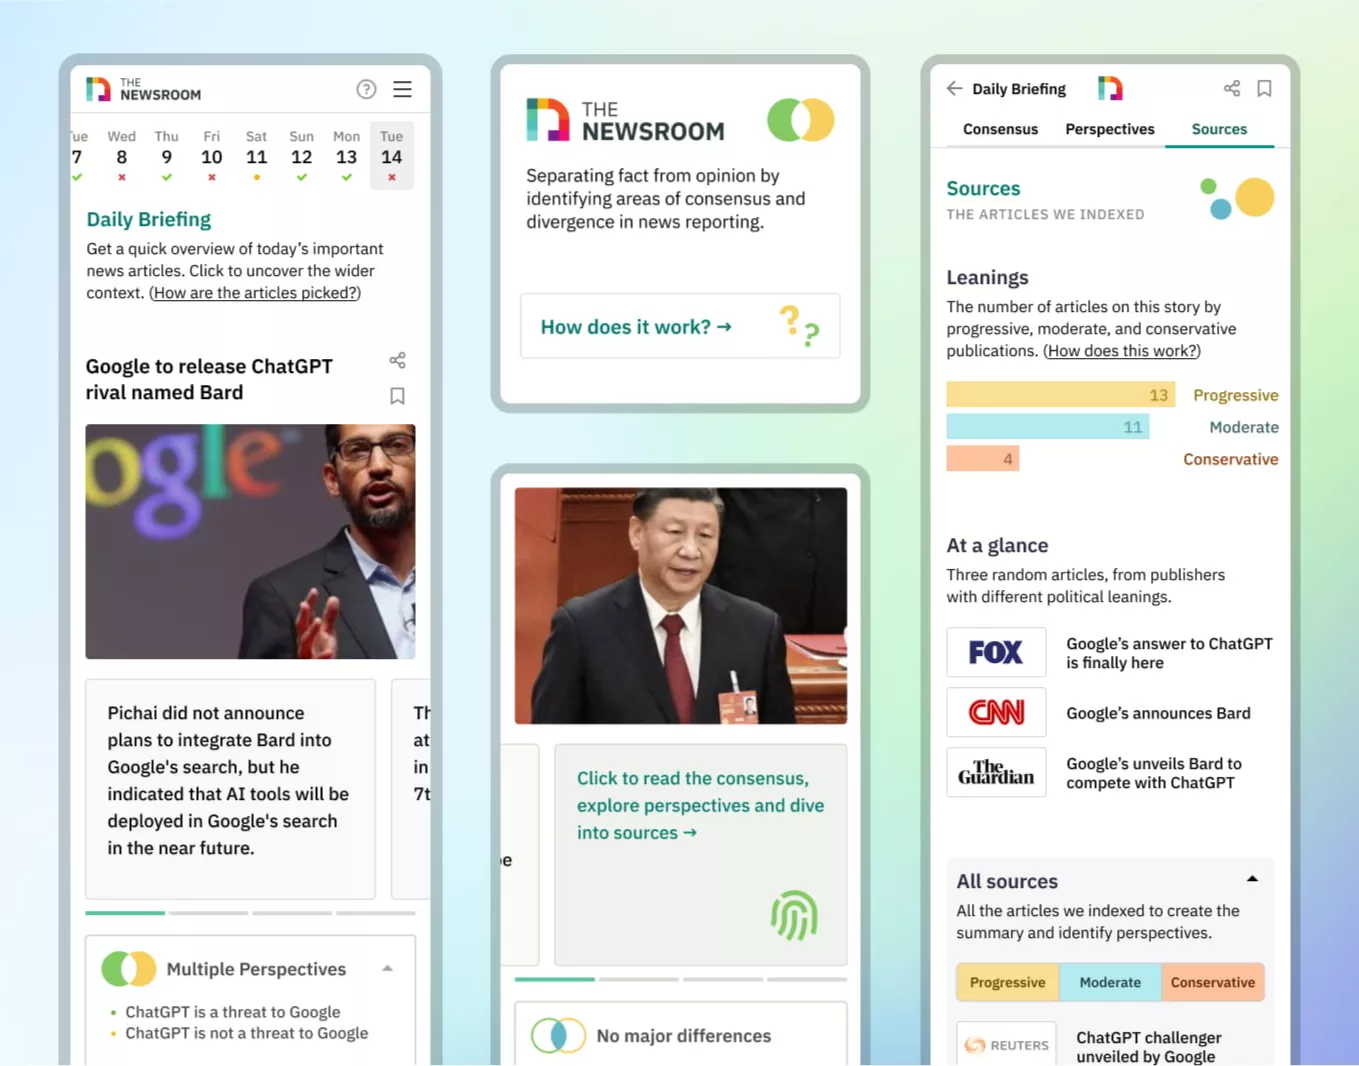 THE
NEWSROOM
?
Tue Wed Thu Fri Sat Sun Mon Tue
7 8 9 10 11 12 13 14
Daily Briefing
Get a quick overview of today's important
news articles. Click to uncover the wider
context. (How are the articles picked?)
Google to release ChatGPT
rival named Bard
ogle
Pichai did not announce
plans to integrate Bard into
Google's search, but he
indicated that AI tools will be
deployed in Google's search
in the near future.
at
in
Multiple Perspectives
• ChatGPT is a threat to Google
• ChatGPT is not a threat to Google
THE
NEWSROOM
Separating fact from opinion by
identifying areas of consensus and
divergence in news reporting.
How does it work? →
??
Click to read the consensus,
explore perspectives and dive
into sources →
No major differences
← Daily Briefing
Consensus Perspectives Sources
Sources
THE ARTICLES WE INDEXED
Leanings
The number of articles on this story by
progressive, moderate, and conservative
publications. (How does this work?)
13 Progressive
11 Moderate
4 Conservative
At a glance
Three random articles, from publishers
with different political leanings.
FOX
Google's answer to ChatGPT
is finally here
CNN
Google's announces Bard
The
Guardian
Google's unveils Bard to
compete with ChatGPT
All sources
All the articles we indexed to create the
summary and identify perspectives.
Progressive Moderate Conservative
REUTERS
ChatGPT challenger
unveiled by Google